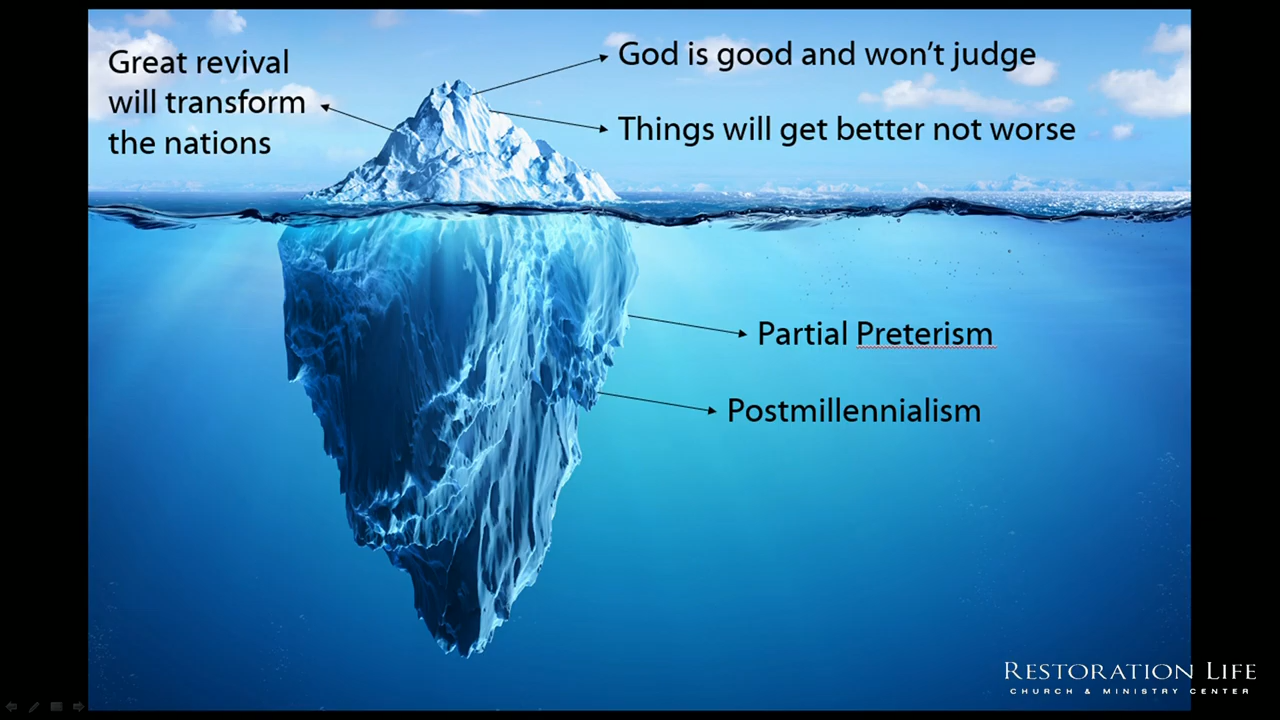 Great revival
will transform
the nations
God is good and won’t judge
Things will get better not worse
Partial Preterism
Postmillennialism
RESTORATION LIFE
CHURCH & MINISTRY CENTER